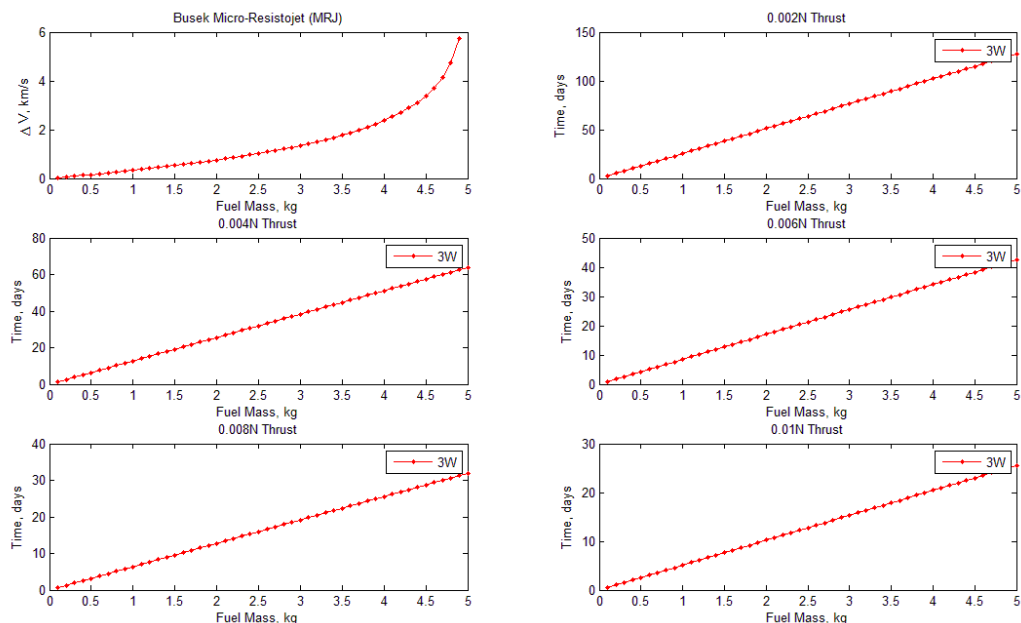 Busek Micro-Resistojet (MRJ)
6
4
2
0
Δ V, km/s
0 0.5 1 1.5 2 2.5 3 3.5 4 4.5 5
Fuel Mass, kg
0.002N Thrust
150
100
50
0
Time, days
3W
0 0.5 1 1.5 2 2.5 3 3.5 4 4.5 5
Fuel Mass, kg
0.004N Thrust
80
60
40
20
0
Time, days
3W
0 0.5 1 1.5 2 2.5 3 3.5 4 4.5 5
Fuel Mass, kg
0.006N Thrust
50
40
30
20
10
0
Time, days
3W
0 0.5 1 1.5 2 2.5 3 3.5 4 4.5 5
Fuel Mass, kg
0.008N Thrust
40
30
20
10
0
Time, days
3W
0 0.5 1 1.5 2 2.5 3 3.5 4 4.5 5
Fuel Mass, kg
0.01N Thrust
30
20
10
0
Time, days
3W
0 0.5 1 1.5 2 2.5 3 3.5 4 4.5 5
Fuel Mass, kg